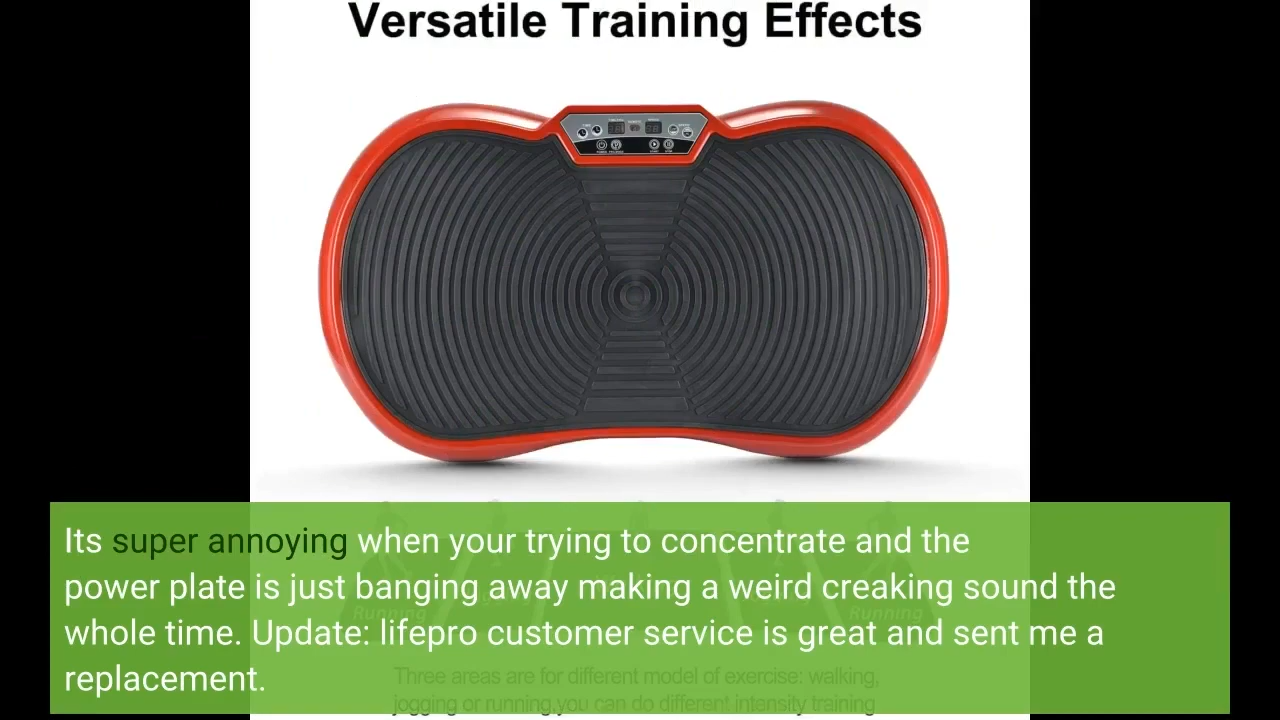 Versatile Training Effects
Its super annoying when your trying to concentrate and the
power plate is just banging away making a weird creaking sound the
whole time. Update: lifepro customer service is great and sent me a
replacement.
Running
Running
Three areas are for different model of exercise: walking,
jogging or running,you can do different intensity training